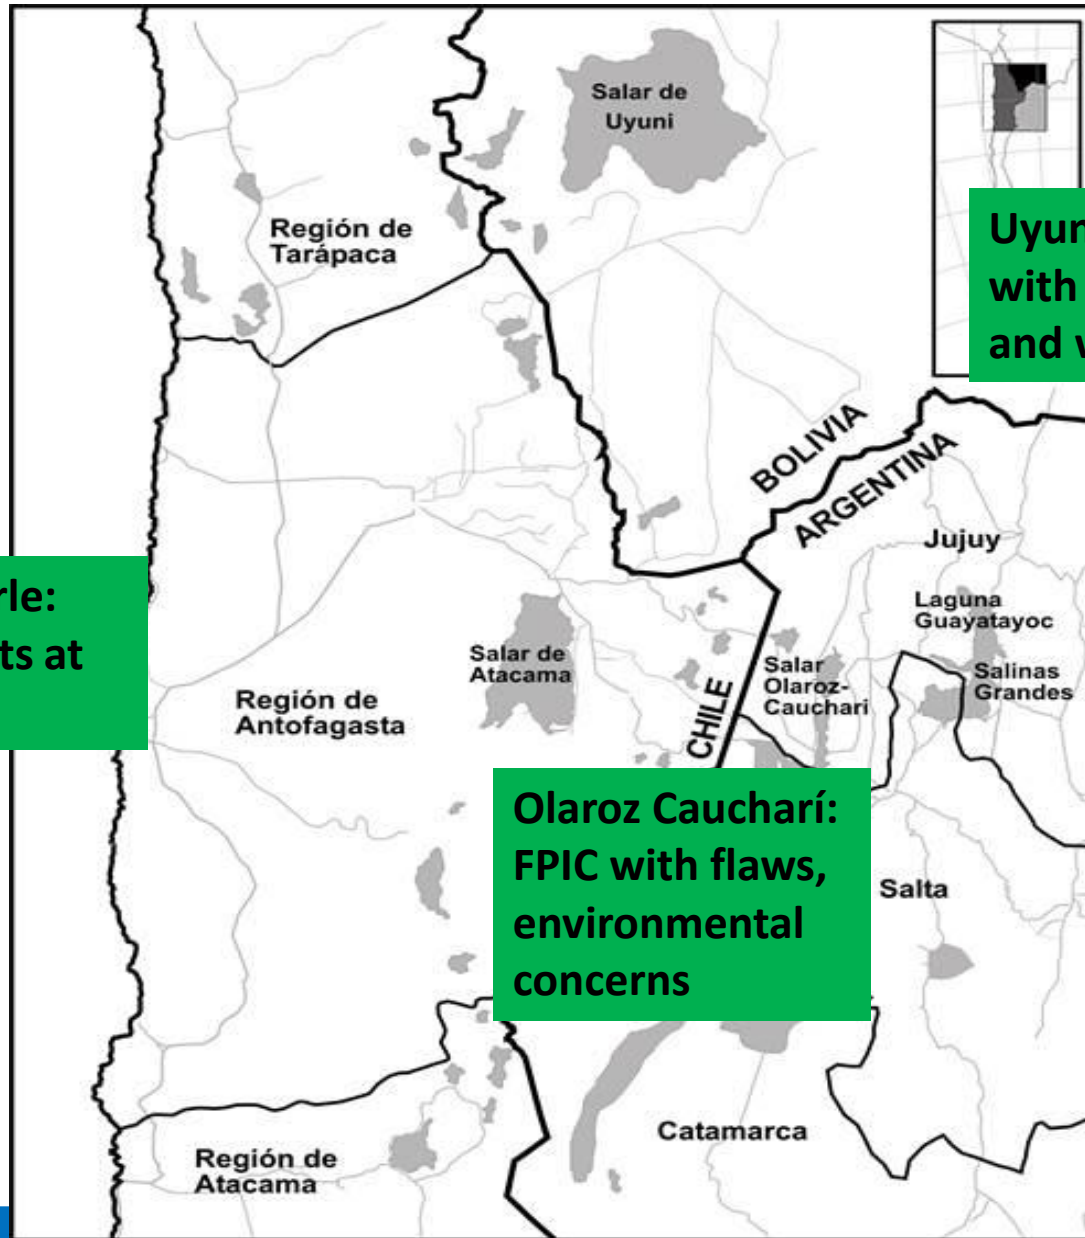 Salar de
Uyuni
Región de
Tarápaca
Uyun
with
and w
BOLIVIA
ARGENTINA
Jujuy
rle:
ts at
Laguna
Guayatayoc
Salar de
Atacama
Salar
Olaroz-
Cauchari
Salinas
Grandes
Región de
Antofagasta
CHILE
Olaroz Caucharí:
FPIC with flaws,
environmental
concerns
Salta
Catamarca
Región de
Atacama